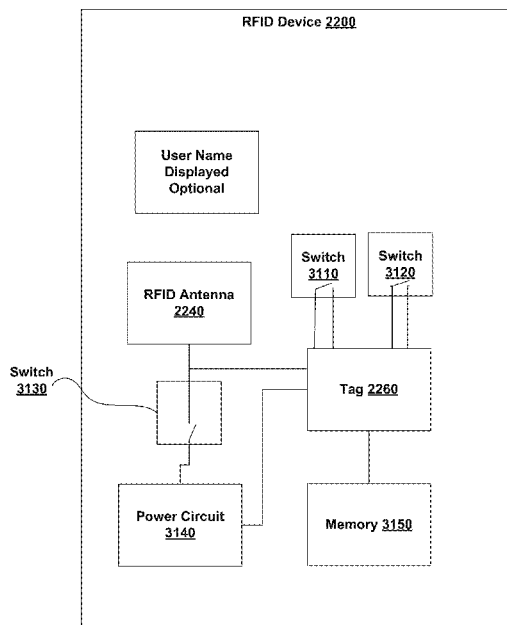 RFID Device 2200
User Name
Displayed
Optional
Switch
3110
Switch
3120
RFID Antenna
2240
Switch
3130
Tag 2260
Power Circuit
3140
Memory 3150